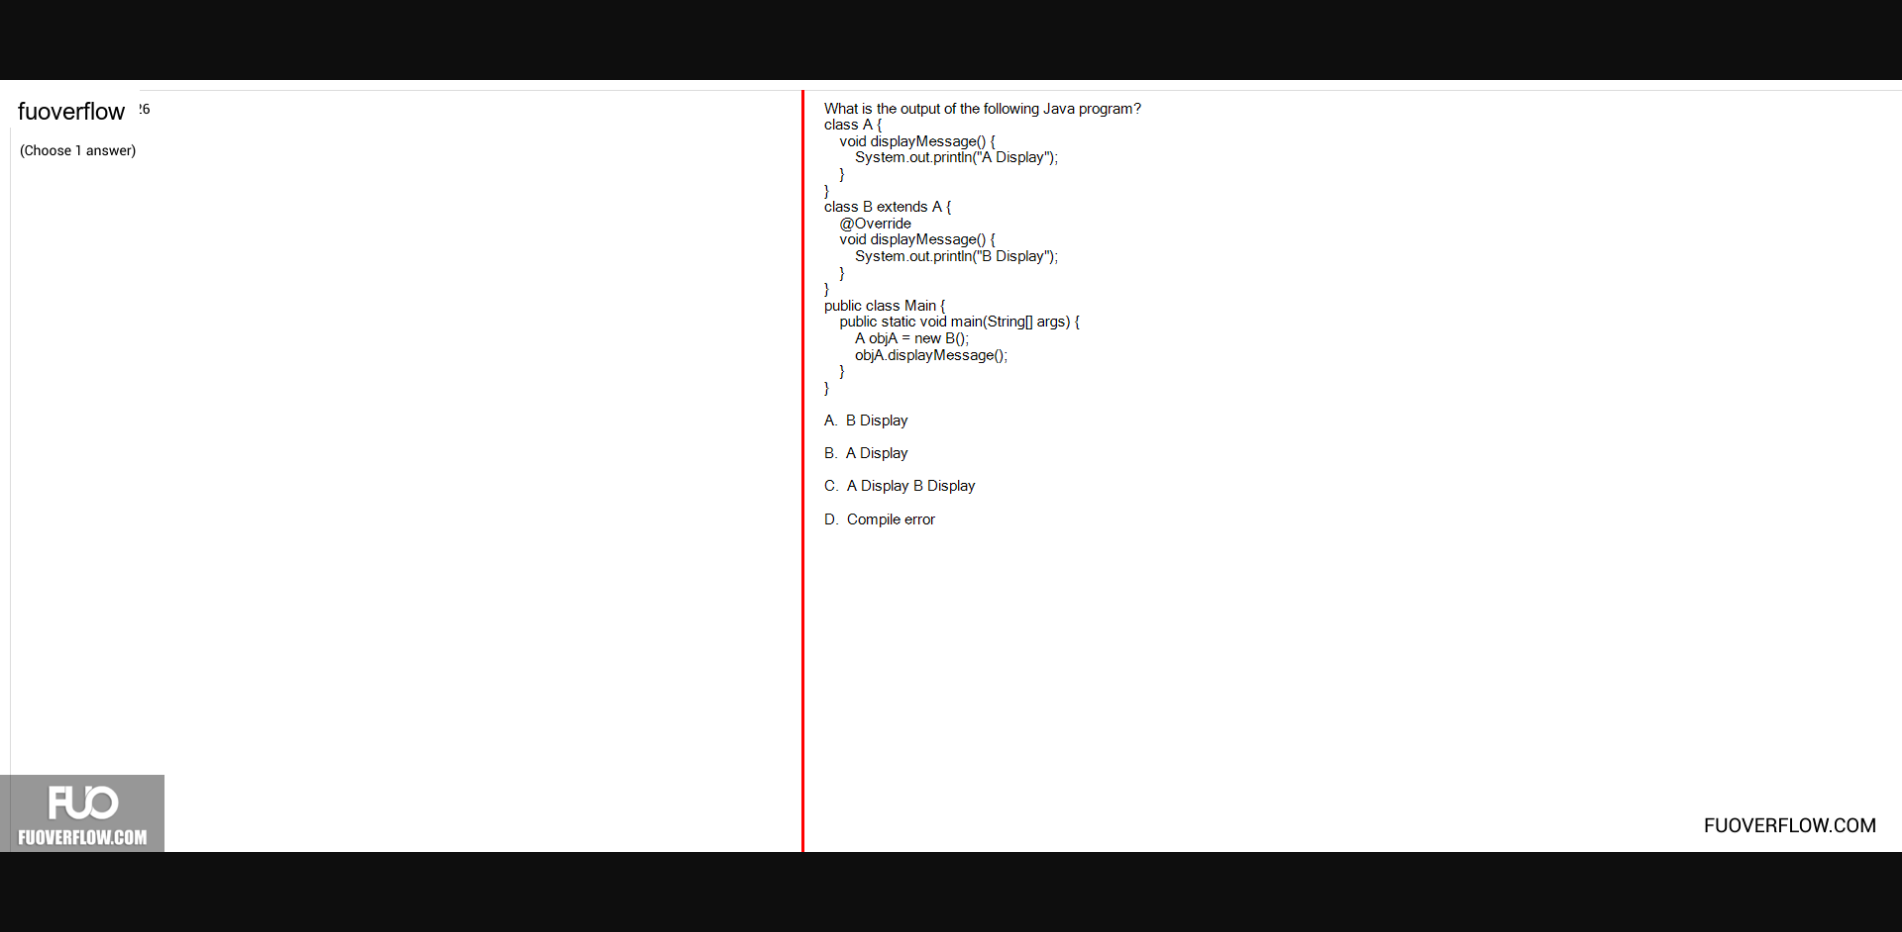 fuoverflow
26
(Choose 1 answer)
What is the output of the following Java program?
class A {
void displayMessage() {
System.out.println("A Display");
}
}
class B extends A {
@Override
void displayMessage() {
System.out.println("B Display");
}
}
public class Main {
public static void main(String[] args) {
A objA = new B();
objA.displayMessage();
}
}
A. B Display
B. A Display
C. A Display B Display
D. Compile error
FUO
FUOVERFLOW.COM
FUOVERFLOW.COM